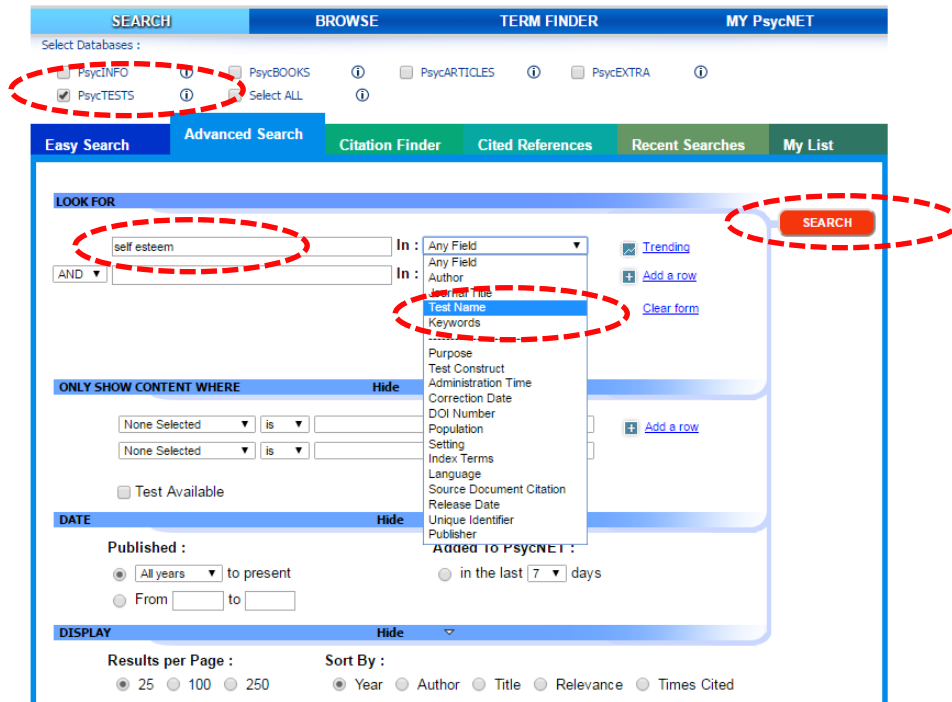 SEARCH BROWSE TERM FINDER MY PsycNET
Select Databases :
PsycINFO PsycBOOKS PsycARTICLES PsycEXTRA
PsycTESTS Select ALL
Easy Search Advanced Search Citation Finder Cited References Recent Searches My List
LOOK FOR
SEARCH
self esteem In : Any Field Trending
Any Field
AND In : Author Add a row
Journal Title
Test Name Clear form
Keywords
Purpose
Test Construct
ONLY SHOW CONTENT WHERE Hide Administration Time
Correction Date
DOI Number
None Selected is Population Add a row
Setting
None Selected is Index Terms
Language
Test Available Source Document Citation
Release Date
DATE Hide Unique Identifier
Publisher
Published : Added To PsycNET :
All years to present in the last 7 days
From to
DISPLAY Hide
Results per Page : Sort By :
25 100 250 Year Author Title Relevance Times Cited